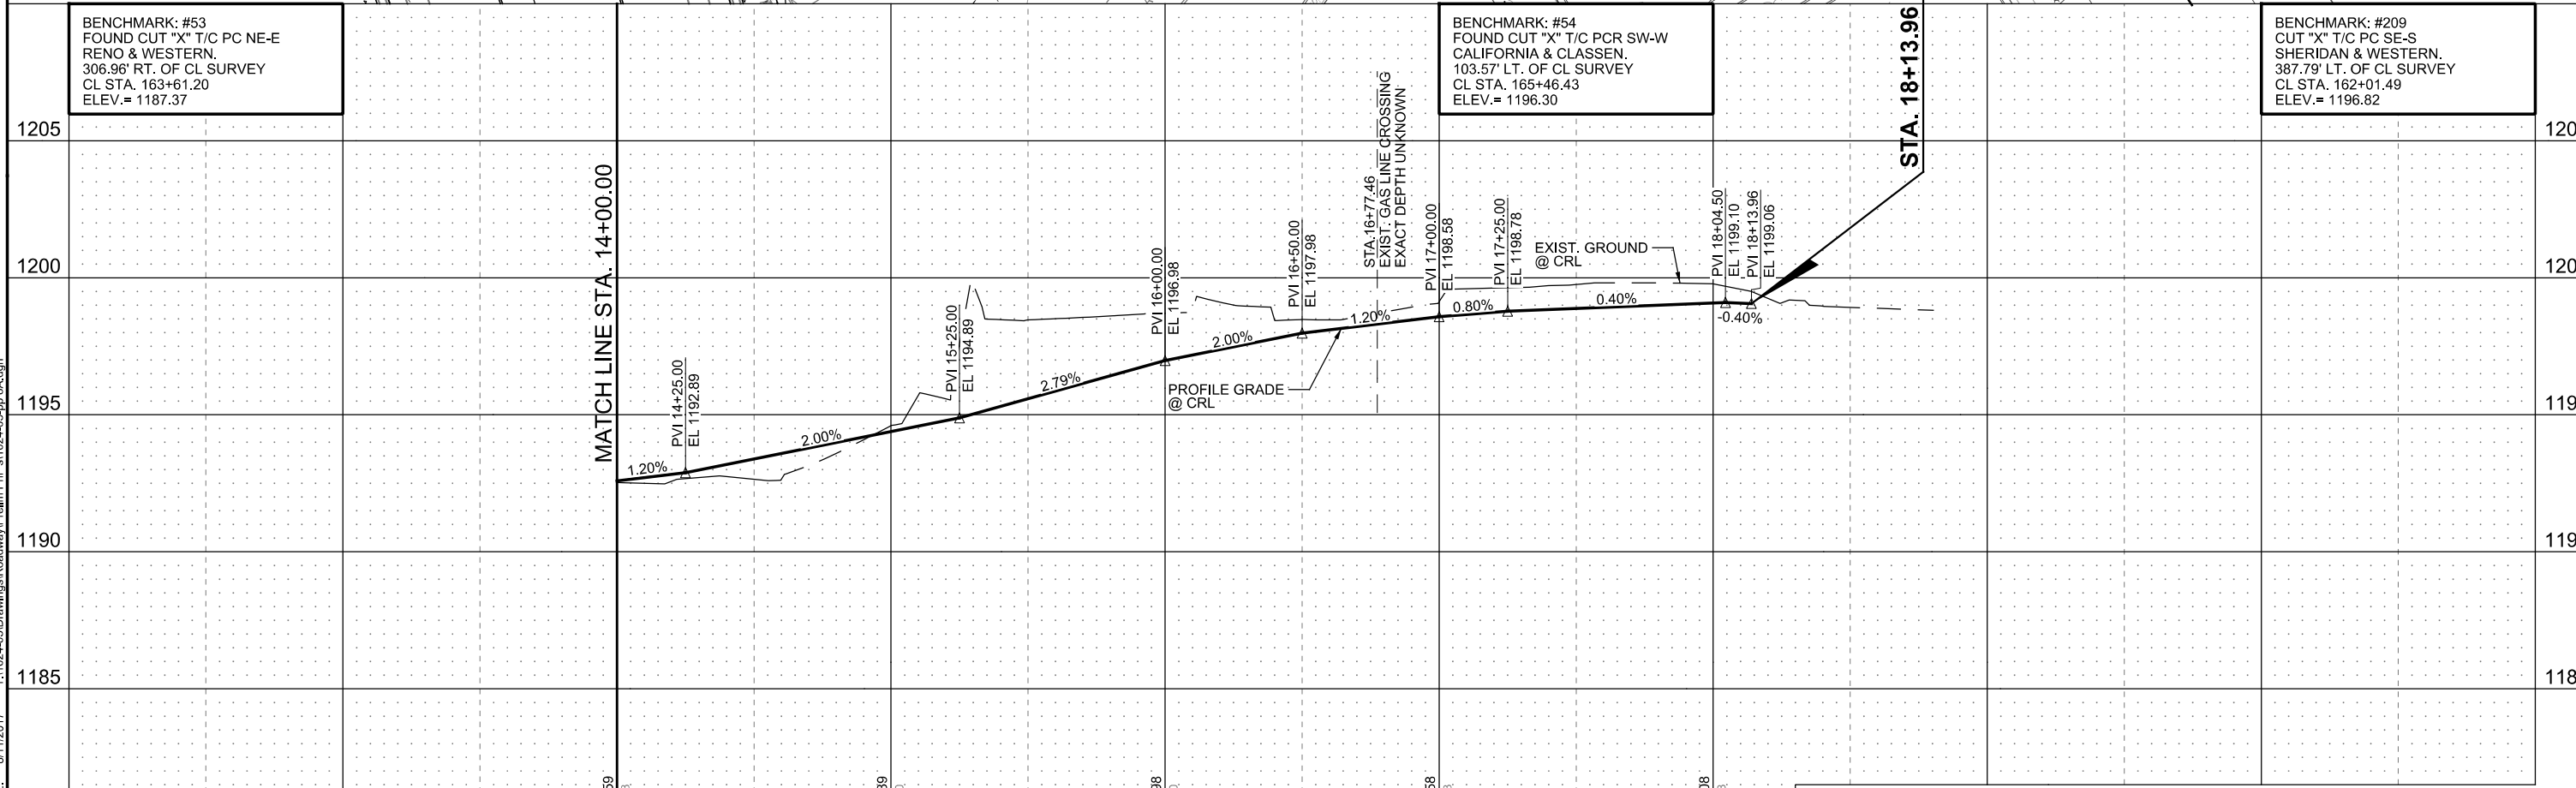 BENCHMARK: #53
FOUND CUT "X" T/C PC NE-E
RENO & WESTERN.
306.96' RT. OF CL SURVEY
CL STA. 163+61.20
ELEV.= 1187.37
BENCHMARK: #54
FOUND CUT "X" T/C PCR SW-W
CALIFORNIA & CLASSEN.
103.57' LT. OF CL SURVEY
CL STA. 165+46.43
ELEV.= 1196.30
BENCHMARK: #209
CUT "X" T/C PC SE-S
SHERIDAN & WESTERN.
387.79' LT. OF CL SURVEY
CL STA. 162+01.49
ELEV.= 1196.82
STA. 18+13.96
1205
1200
1195
1190
1185
MATCH LINE STA. 14+00.00
1.20%
PVI 14+25.00
EL 1192.89
2.00%
PVI 15+25.00
EL 1194.89
2.79%
PVI 16+00.00
EL 1196.98
2.00%
PVI 16+50.00
EL 1197.98
1.20%
STA.16+77.46
EXIST. GAS LINE CROSSING
EXACT DEPTH UNKNOWN
PVI 17+00.00
EL 1198.58
0.80%
PVI 17+25.00
EL 1198.78
0.40%
EXIST. GROUND
@ CRL
PVI 18+04.50
EL 1199.10
PVI 18+13.96
EL 1199.06
-0.40%
PROFILE GRADE
@ CRL